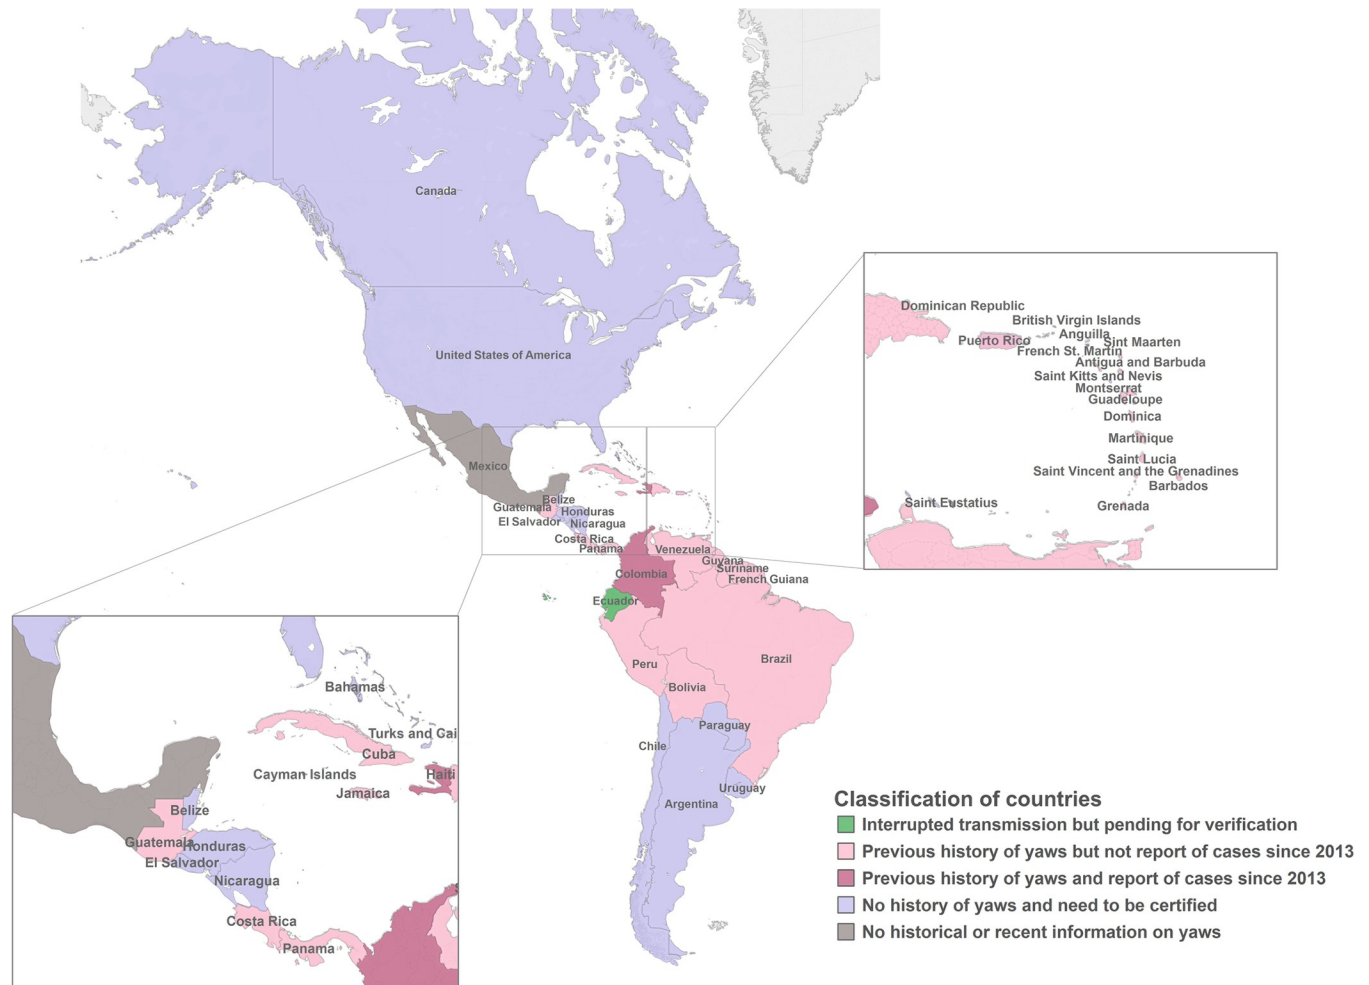 Canada
United States of America
Mexico
Belize
Guatemala
Honduras
El Salvador
Nicaragua
Costa Rica
Panama
Venezuela
Guyana
Suriname
French Guiana
Colombia
Ecuador
Peru
Brazil
Bolivia
Paraguay
Chile
Uruguay
Argentina
Dominican Republic
British Virgin Islands
Anguilla
Puerto Rico
Sint Maarten
French St. Martin
Antigua and Barbuda
Saint Kitts and Nevis
Montserrat
Guadeloupe
Dominica
Martinique
Saint Lucia
Saint Vincent and the Grenadines
Barbados
Saint Eustatius
Grenada
Bahamas
Turks and Cai
Cuba
Cayman Islands
Haiti
Jamaica
Belize
Guatemala
Honduras
El Salvador
Nicaragua
Costa Rica
Panama
Classification of countries
Interrupted transmission but pending for verification
Previous history of yaws but not report of cases since 2013
Previous history of yaws and report of cases since 2013
No history of yaws and need to be certified
No historical or recent information on yaws